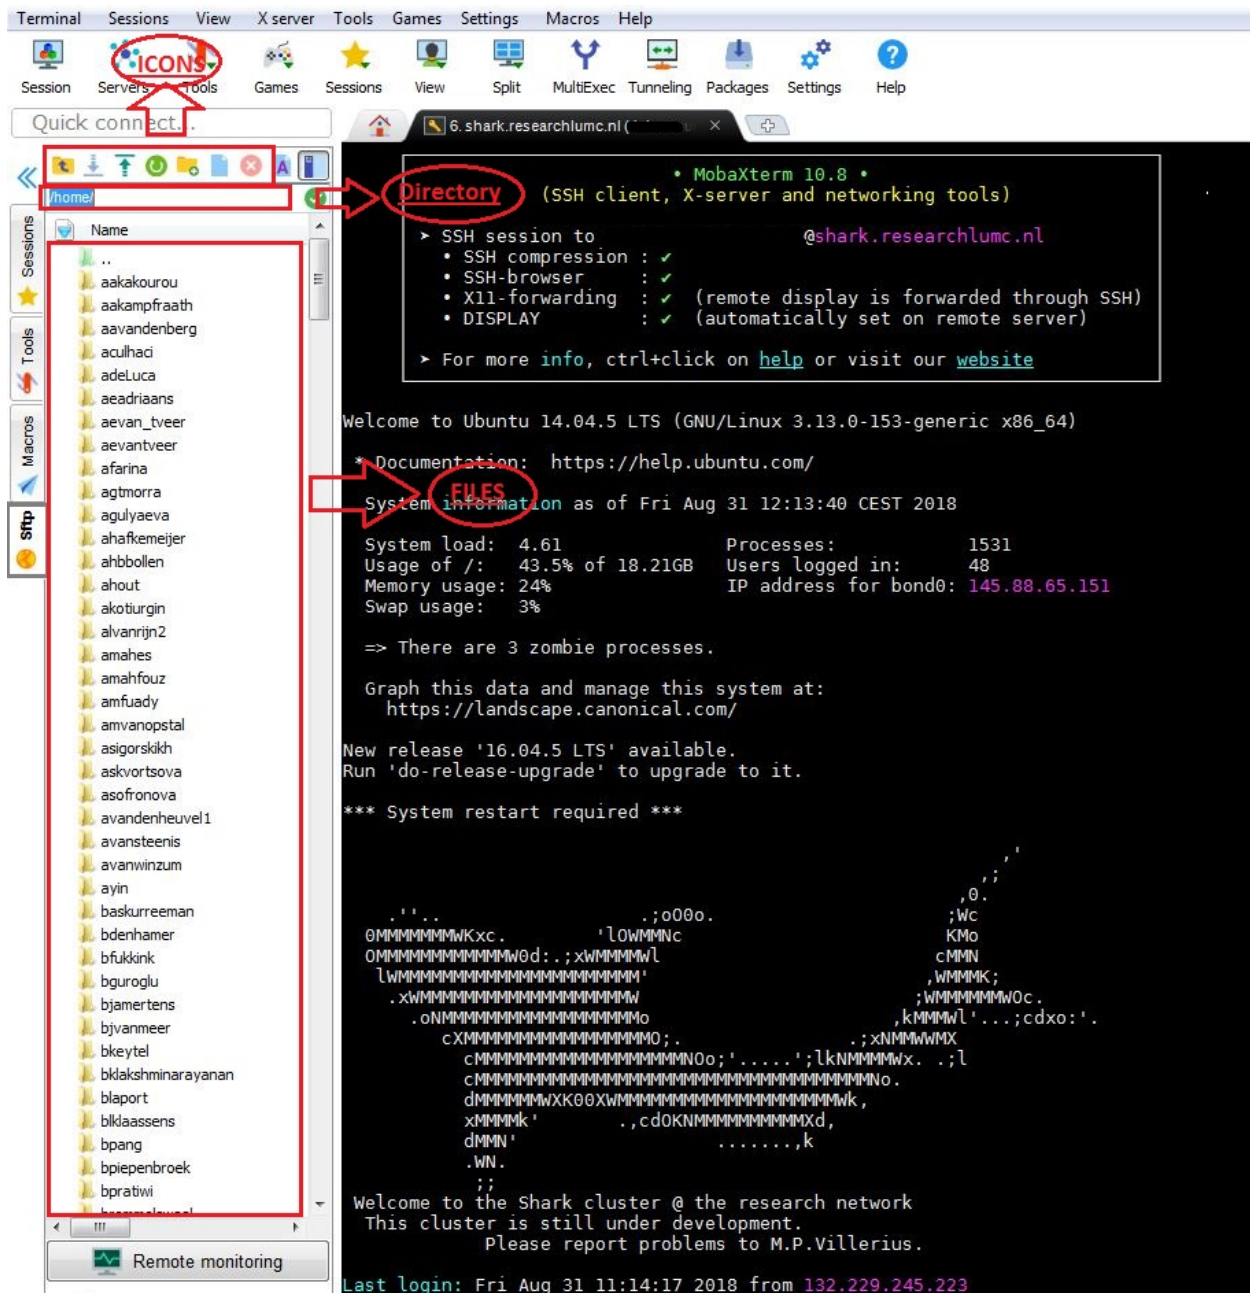 Terminal Sessions View X server Tools Games Settings Macros Help
ICONS
Session Servers Tools Games Sessions View Split MultiExec Tunneling Packages Settings Help
Quick connect...
6. shark.researchlumc.nl (
/home/
Directory
Name
..
aakakourou
aakampfraath
aavandenberg
aculhaci
adeLuca
aeadriaans
aevan_tveer
aevantveer
afarina
agtmorra
agulyaeva
ahafkemeijer
ahbbollen
ahout
akotiurgin
alvanrijn2
amahes
amahfouz
amfuady
amvanopstal
asigorskikh
askvortsova
asofronova
avandenheuvel1
avansteenis
avanwinzum
ayin
baskurreeman
bdenhamer
bfukkink
bguroglu
bjamertens
bjvanmeer
bkeytel
bklakshminarayanan
blaport
blklaassens
bpang
bpiepenbroek
bpratiwi
Remote monitoring
Sessions
Tools
Macros
Sftp
• MobaXterm 10.8 •
(SSH client, X-server and networking tools)
➤ SSH session to @shark.researchlumc.nl
• SSH compression : ✔
• SSH-browser : ✔
• X11-forwarding : ✔ (remote display is forwarded through SSH)
• DISPLAY : ✔ (automatically set on remote server)
➤ For more info, ctrl+click on help or visit our website
Welcome to Ubuntu 14.04.5 LTS (GNU/Linux 3.13.0-153-generic x86_64)
* Documentation: https://help.ubuntu.com/
FILES
System information as of Fri Aug 31 12:13:40 CEST 2018
System load: 4.61 Processes: 1531
Usage of /: 43.5% of 18.21GB Users logged in: 48
Memory usage: 24% IP address for bond0: 145.88.65.151
Swap usage: 3%
=> There are 3 zombie processes.
Graph this data and manage this system at:
https://landscape.canonical.com/
New release '16.04.5 LTS' available.
Run 'do-release-upgrade' to upgrade to it.
*** System restart required ***
Welcome to the Shark cluster @ the research network
This cluster is still under development.
Please report problems to M.P.Villerius.
Last login: Fri Aug 31 11:14:17 2018 from 132.229.245.223